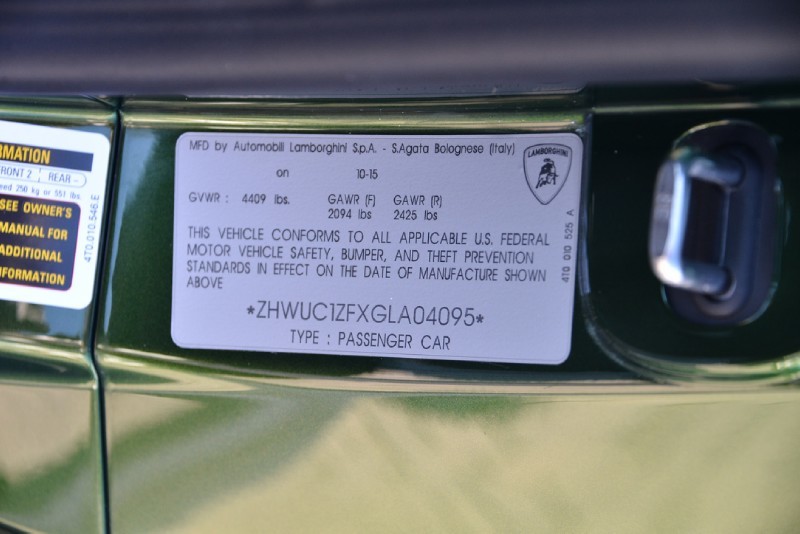 RMATION
FRONT 2 | REAR -
eed 250 kg or 551 lbs.
SEE OWNER'S
MANUAL FOR
ADDITIONAL
INFORMATION
4T0.010.546.E
MFD by Automobili Lamborghini S.p.A. - S.Agata Bolognese (Italy)
on 10-15
GVWR : 4409 lbs. GAWR (F) GAWR (R)
2094 lbs 2425 lbs
THIS VEHICLE CONFORMS TO ALL APPLICABLE U.S. FEDERAL
MOTOR VEHICLE SAFETY, BUMPER, AND THEFT PREVENTION
STANDARDS IN EFFECT ON THE DATE OF MANUFACTURE SHOWN
ABOVE
*ZHWUC1ZFXGLA04095*
TYPE : PASSENGER CAR
LAMBORGHINI
4T0 010 525 A